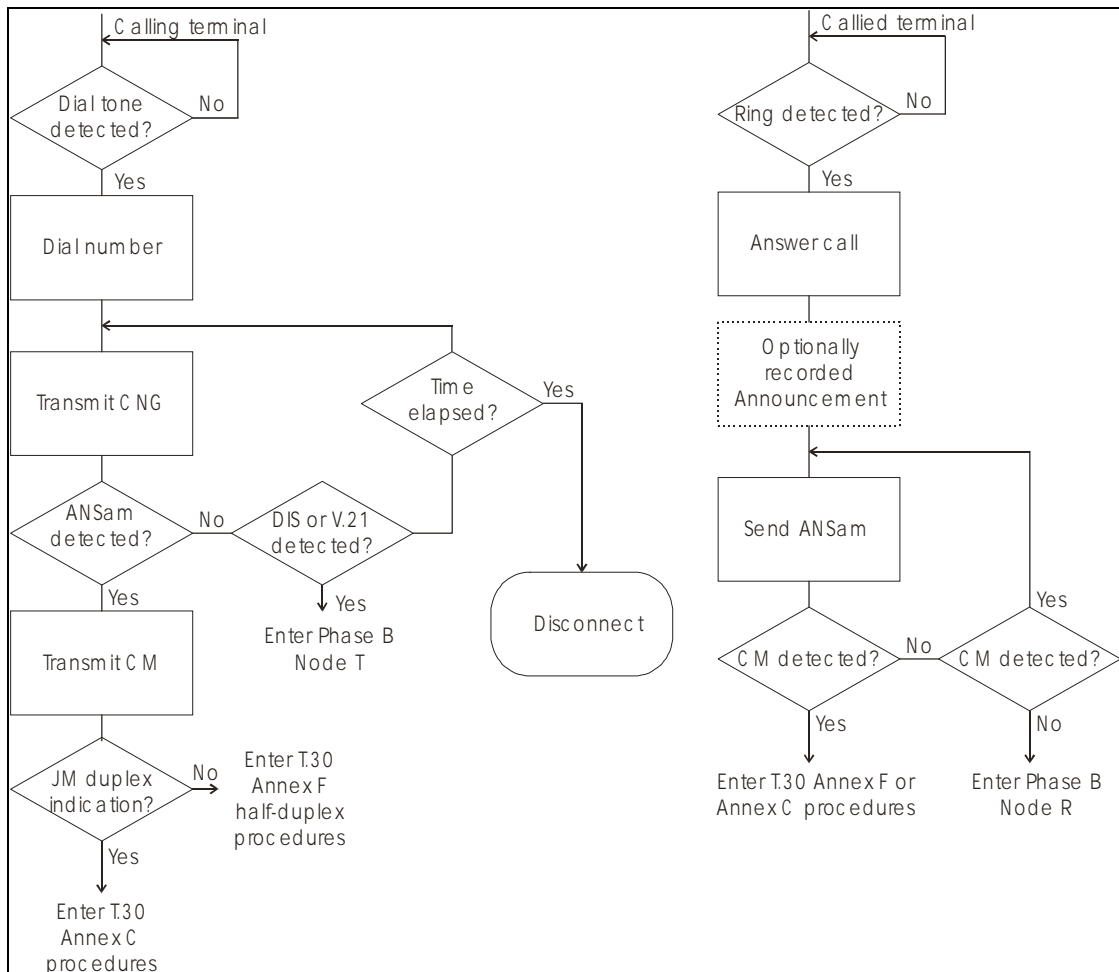 Calling terminal
Dial tone
detected?
No
Yes
Dial number
Transmit CNG
ANSam
detected?
No
DIS or V.21
detected?
Time
elapsed?
Yes
Yes
Enter Phase B
Node T
Disconnect
Yes
Transmit CM
JM duplex
indication?
No
Enter T.30
Annex F
half-duplex
procedures
Yes
Enter T.30
Annex C
procedures
Callied terminal
Ring detected?
No
Yes
Answer call
Optionally
recorded
Announcement
Send ANSam
CM detected?
No
CM detected?
Yes
Yes
Enter T.30 Annex F or
Annex C procedures
No
Enter Phase B
Node R